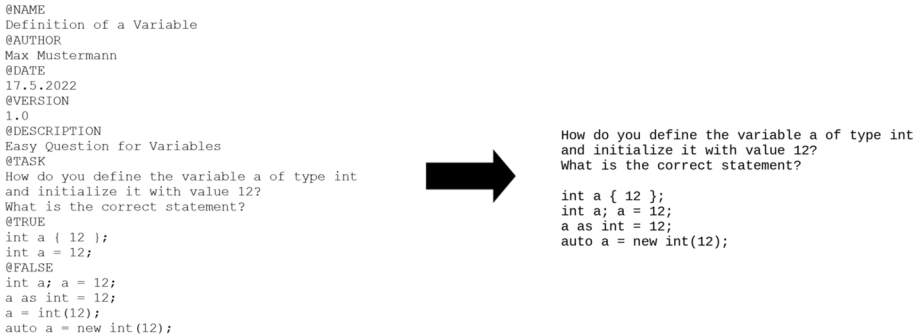 @NAME
Definition of a Variable
@AUTHOR
Max Mustermann
@DATE
17.5.2022
@VERSION
1.0
@DESCRIPTION
Easy Question for Variables
@TASK
How do you define the variable a of type int
and initialize it with value 12?
What is the correct statement?
@TRUE
int a { 12 };
int a = 12;
@FALSE
int a; a = 12;
a as int = 12;
a = int(12);
auto a = new int(12);
How do you define the variable a of type int
and initialize it with value 12?
What is the correct statement?
int a { 12 };
int a; a = 12;
a as int = 12;
auto a = new int(12);